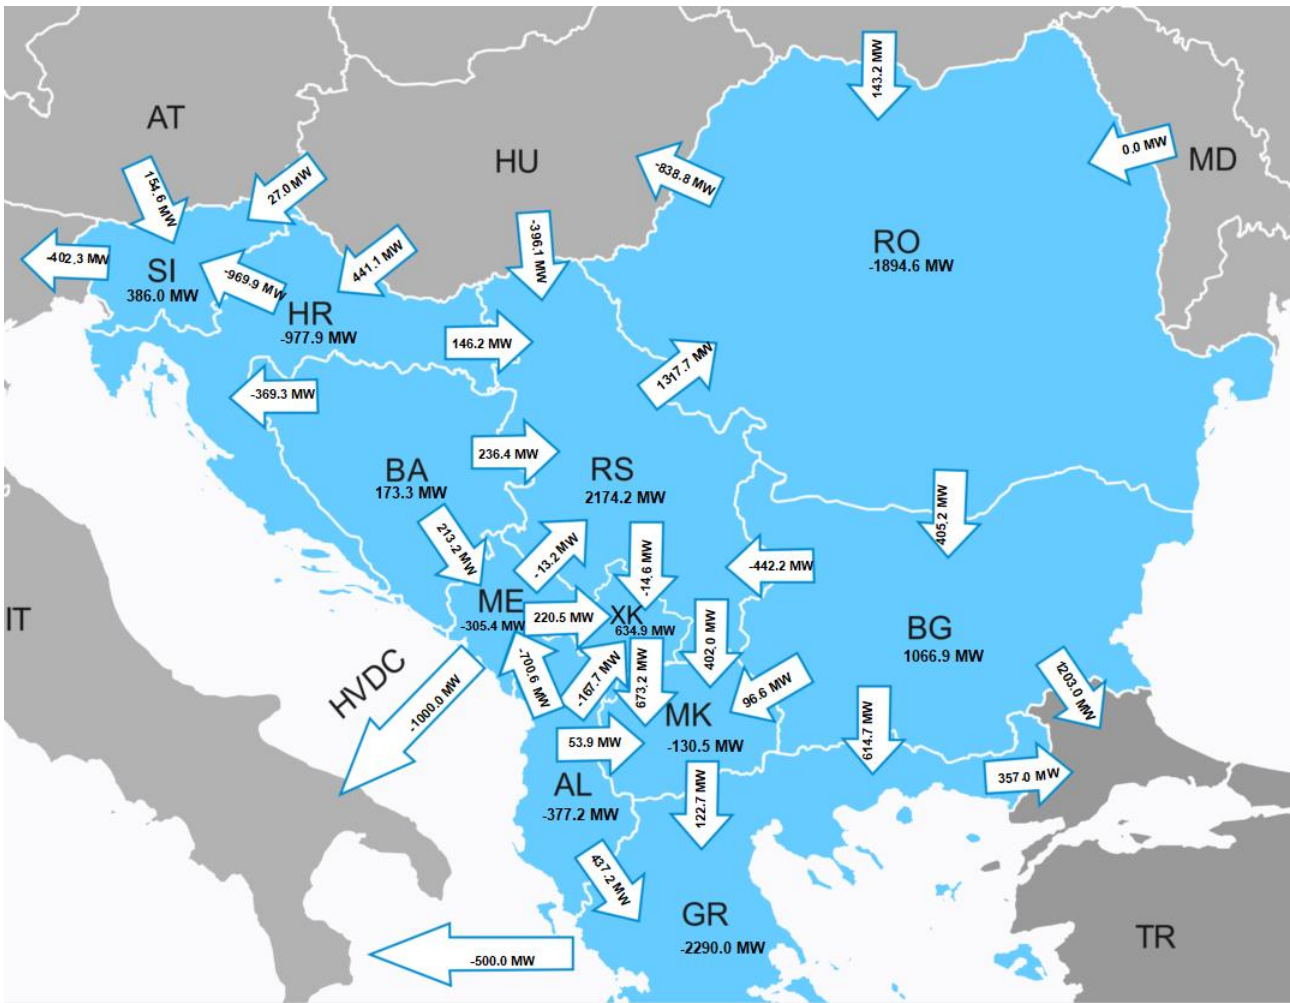 143.2 MW
AT
HU
0.0 MW
MD
154.6 MW
27.0 MW
-838.8 MW
-402.3 MW
SI
386.0 MW
-969.9 MW
441.1 MW
-396.1 MW
RO
-1894.6 MW
HR
-977.9 MW
146.2 MW
1317.7 MW
-369.3 MW
BA
173.3 MW
236.4 MW
RS
2174.2 MW
405.2 MW
213.2 MW
-13.2 MW
-14.6 MW
-442.2 MW
IT
ME
-305.4 MW
220.5 MW
XK
634.9 MW
402.0 MW
BG
1066.9 MW
HVDC
-1000.0 MW
-700.6 MW
-167.7 MW
673.2 MW
96.6 MW
1203.0 MW
MK
-130.5 MW
53.9 MW
614.7 MW
357.0 MW
AL
-377.2 MW
122.7 MW
437.2 MW
GR
-2290.0 MW
TR
-500.0 MW